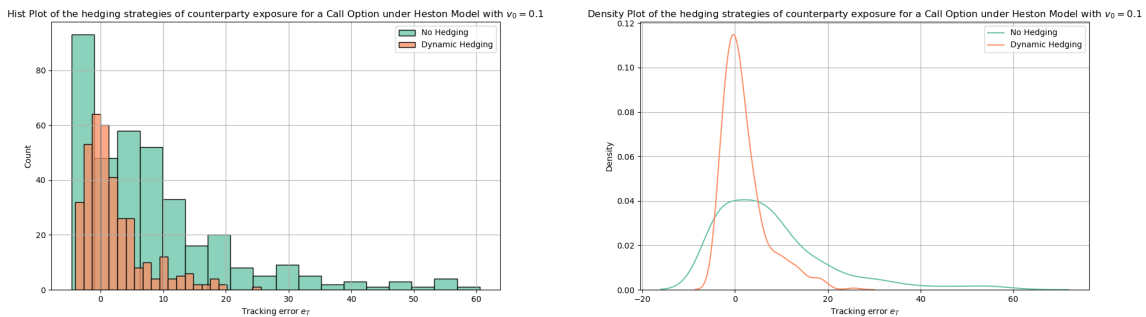 Hist Plot of the hedging strategies of counterparty exposure for a Call Option under Heston Model with v₀ = 0.1
No Hedging
Dynamic Hedging
80
60
40
20
0
Count
0
10
20
30
40
50
60
Tracking error e_T
Density Plot of the hedging strategies of counterparty exposure for a Call Option under Heston Model with v₀ = 0.1
No Hedging
Dynamic Hedging
0.12
0.10
0.08
0.06
0.04
0.02
0.00
Density
−20
0
20
40
60
Tracking error e_T